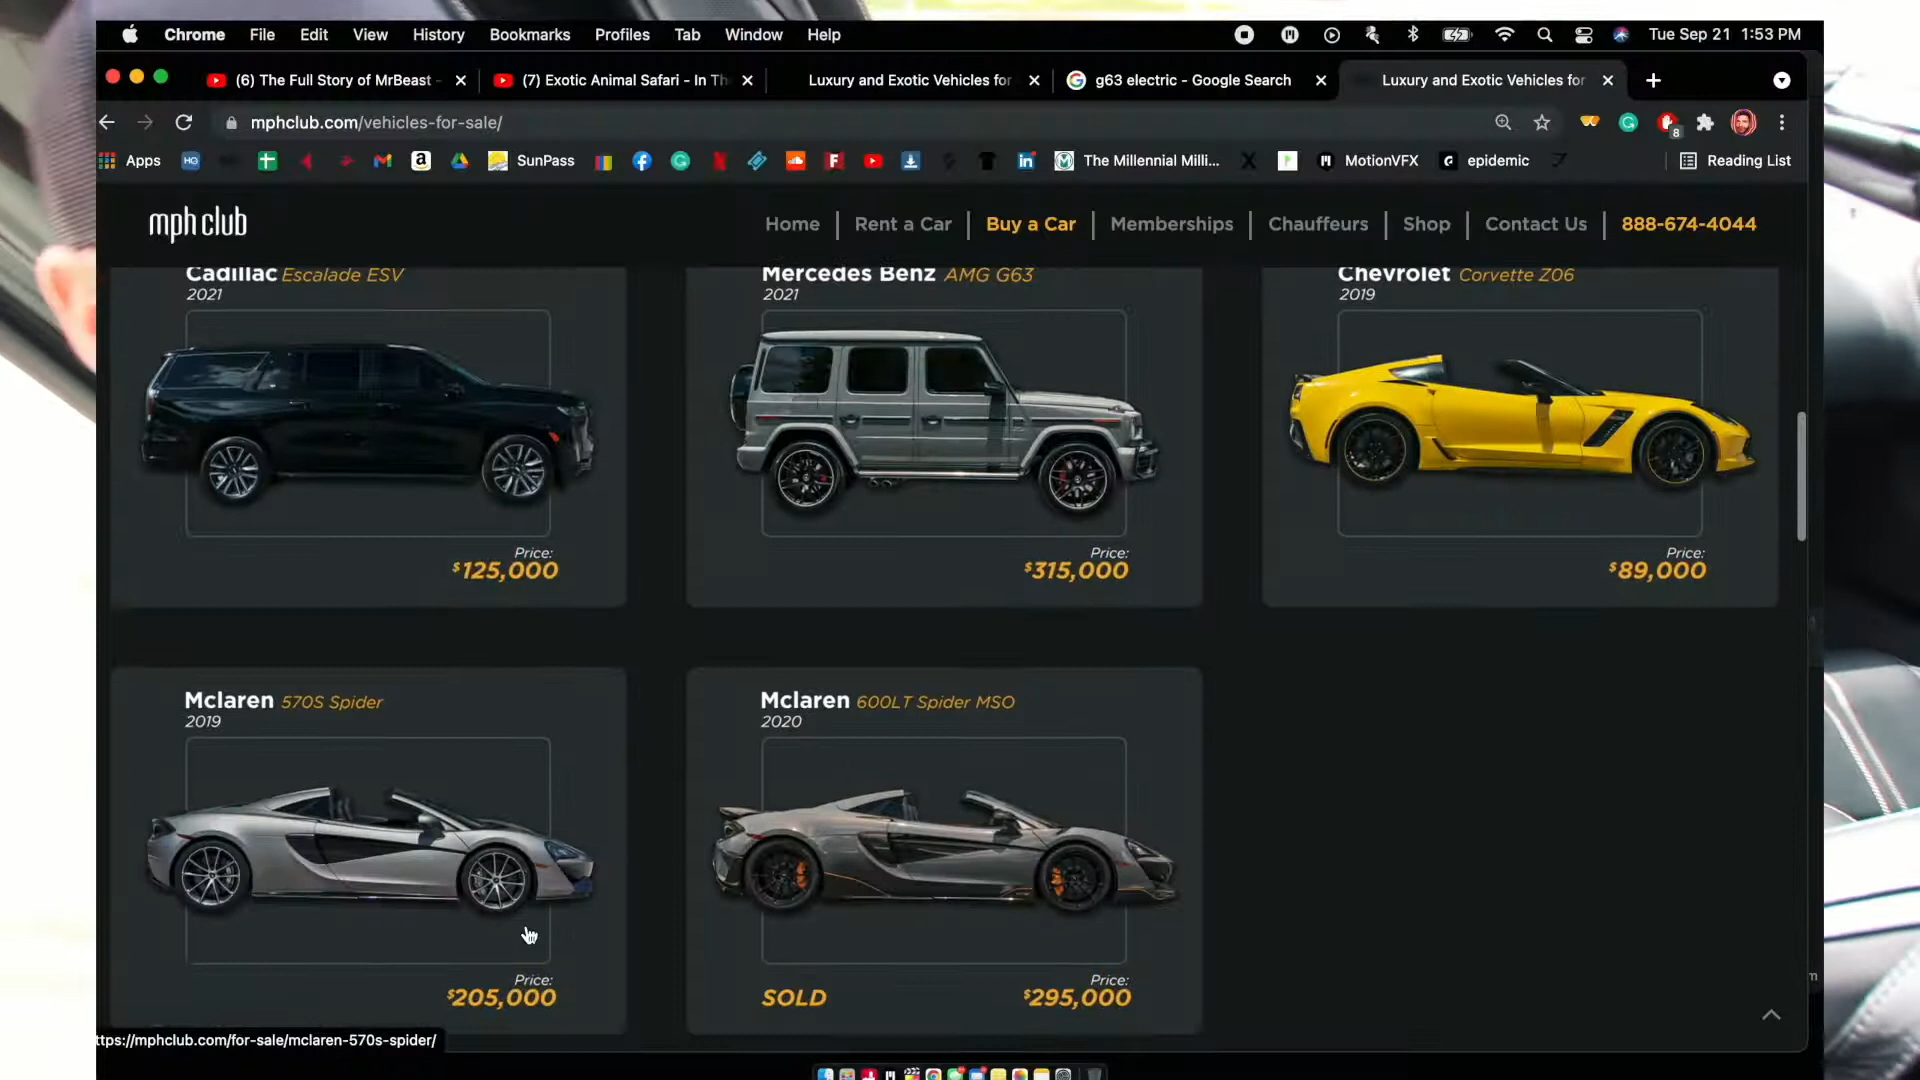 Chrome File Edit View History Bookmarks Profiles Tab Window Help Tue Sep 21 1:53 PM
(6) The Full Story of MrBeast - (7) Exotic Animal Safari - In Th Luxury and Exotic Vehicles for g63 electric - Google Search Luxury and Exotic Vehicles for
mphclub.com/vehicles-for-sale/ 8
Apps HQ SunPass The Millennial Milli... MotionVFX epidemic Reading List
mph club Home Rent a Car Buy a Car Memberships Chauffeurs Shop Contact Us 888-674-4044
Cadillac Escalade ESV
2021
Price:
$125,000
Mercedes Benz AMG G63
2021
Price:
$315,000
Chevrolet Corvette Z06
2019
Price:
$89,000
Mclaren 570S Spider
2019
Price:
$205,000
Mclaren 600LT Spider MSO
2020
Price:
SOLD $295,000
ttps://mphclub.com/for-sale/mclaren-570s-spider/